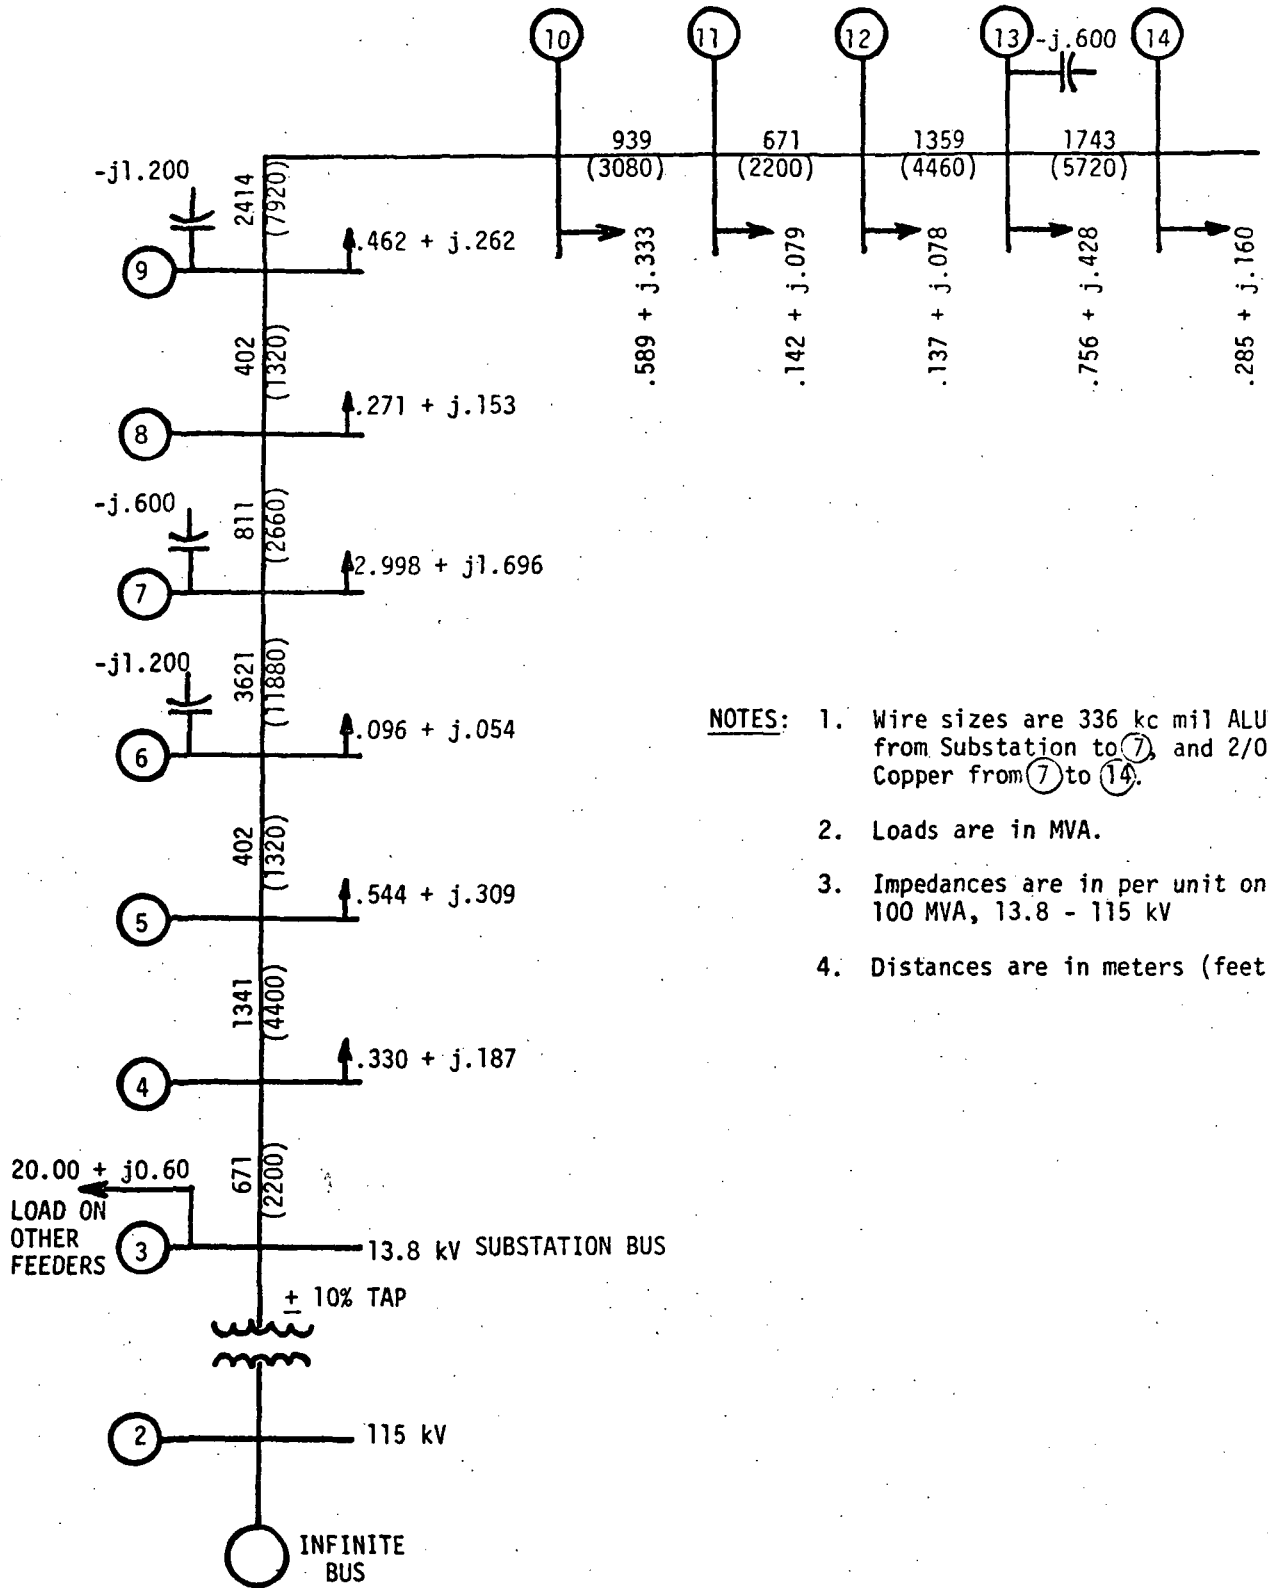 10
11
12
13
-j.600
14
939
(3080)
671
(2200)
1359
(4460)
1743
(5720)
.589 + j.333
.142 + j.079
.137 + j.078
.756 + j.428
.285 + j.160
-j1.200
2414
(7920)
9
.462 + j.262
402
(1320)
8
.271 + j.153
-j.600
811
(2660)
7
2.998 + j1.696
-j1.200
3621
(11880)
6
.096 + j.054
402
(1320)
5
.544 + j.309
1341
(4400)
4
.330 + j.187
20.00 + j0.60
LOAD ON
OTHER
FEEDERS
671
(2200)
3
13.8 kV SUBSTATION BUS
+ 10% TAP
2
115 kV
INFINITE
BUS
NOTES: 1. Wire sizes are 336 kc mil ALU
from Substation to 7, and 2/0
Copper from 7 to 14.
2. Loads are in MVA.
3. Impedances are in per unit on
100 MVA, 13.8 - 115 kV
4. Distances are in meters (feet